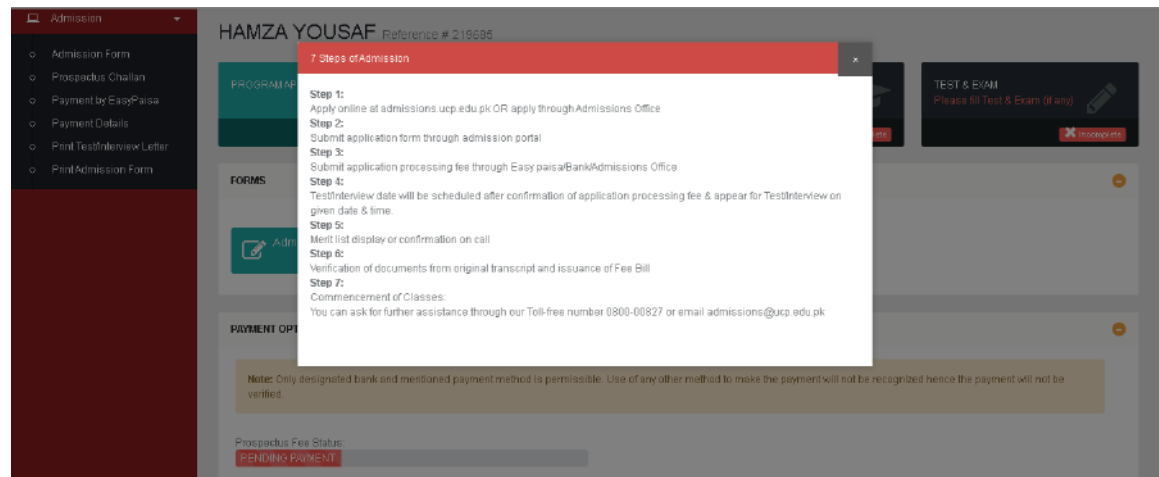 Admission
Admission Form
Prospectus Challan
Payment by EasyPaisa
Payment Details
Print Test/Interview Letter
Print Admission Form
HAMZA YOUSAF Reference # 219685
7 Steps of Admission
×
Step 1:
Apply online at admissions.ucp.edu.pk OR apply through Admissions Office
Step 2:
Submit application form through admission portal
Step 3:
Submit application processing fee through Easy paisa/Bank/Admissions Office
Step 4:
Test/Interview date will be scheduled after confirmation of application processing fee & appear for Test/Interview on
given date & time.
Step 5:
Merit list display or confirmation on call
Step 6:
Verification of documents from original transcript and issuance of Fee Bill
Step 7:
Commencement of Classes:
You can ask for further assistance through our Toll-free number 0800-00827 or email admissions@ucp.edu.pk
PROGRAM AP
TEST & EXAM
Please fill Test & Exam (if any)
Incomplete
FORMS
Adm
PAYMENT OPT
Note: Only designated bank and mentioned payment method is permissible. Use of any other method to make the payment will not be recognized hence the payment will not be
verified.
Prospectus Fee Status:
PENDING PAYMENT